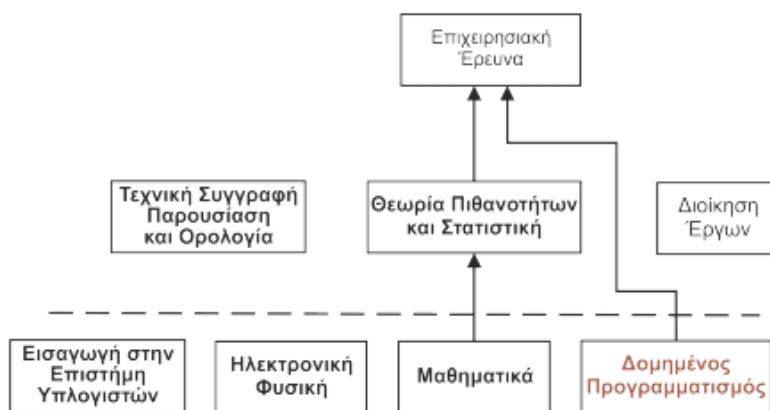 Επιχειρησιακή
Έρευνα
Τεχνική Συγγραφή
Παρουσίαση
και Ορολογία
Θεωρία Πιθανοτήτων
και Στατιστική
Διοίκηση
Έργων
Εισαγωγή στην
Επιστήμη
Υπλογιστών
Ηλεκτρονική
Φυσική
Μαθηματικά
Δομημένος
Προγραμματισμός